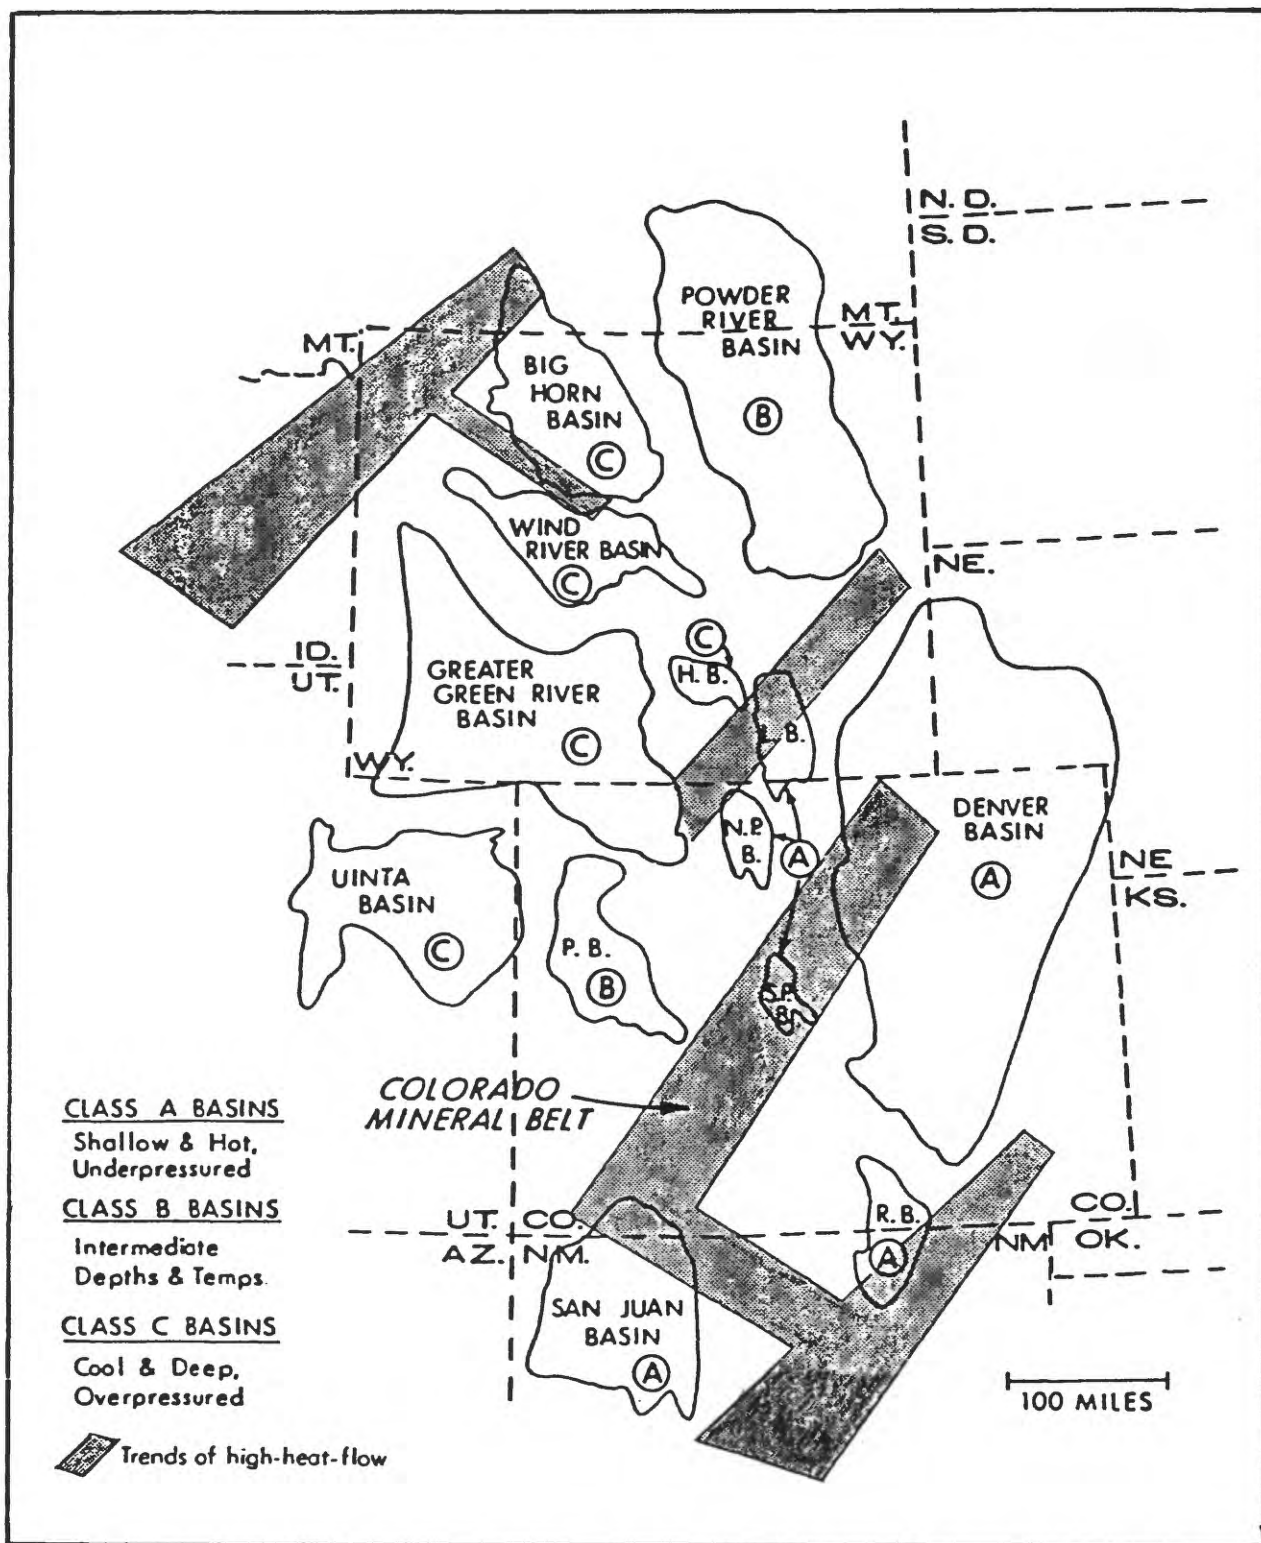 N. D.
S. D.
POWDER
RIVER
BASIN
MT.
WY.
MT.
BIG
HORN
BASIN
B
C
WIND
RIVER BASIN
C
NE.
C
H. B.
ID.
UT.
GREATER
GREEN RIVER
BASIN
C
L. B.
WY.
DENVER
BASIN
A
N.P.
B.
A
NE
KS.
UINTA
BASIN
C
P. B.
B
S.P.
B.
COLORADO
MINERAL BELT
CLASS A BASINS
Shallow & Hot,
Underpressured
CLASS B BASINS
Intermediate
Depths & Temps.
CLASS C BASINS
Cool & Deep,
Overpressured
Trends of high-heat-flow
UT. CO.
AZ. NM.
R. B.
A
CO.
NM OK.
SAN JUAN
BASIN
A
100 MILES